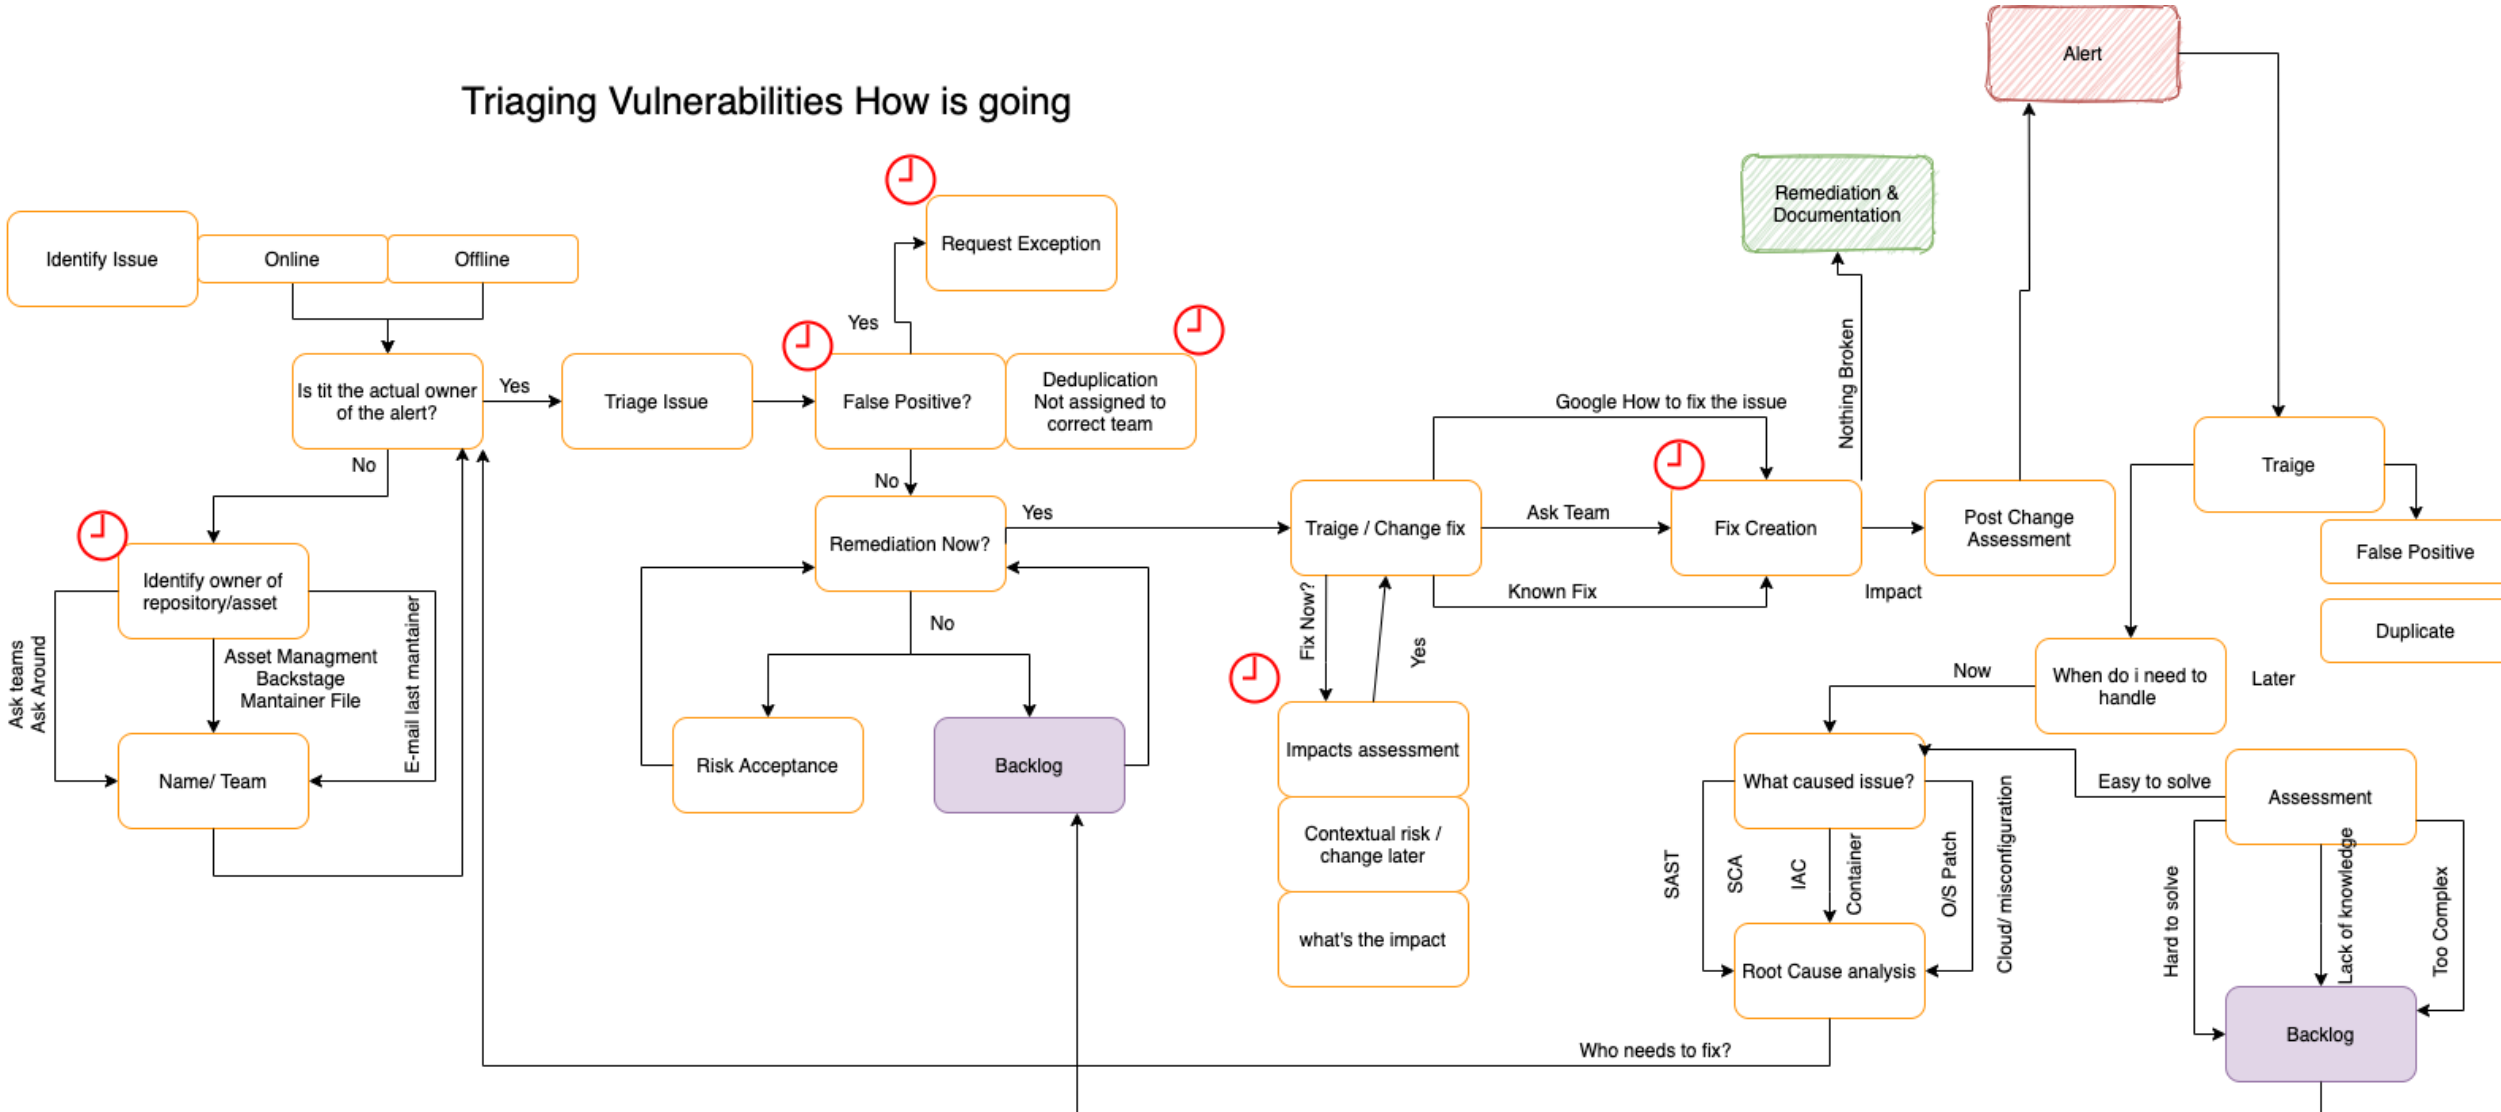 Alert
Triaging Vulnerabilities How is going
Remediation &
Documentation
Identify Issue
Online
Offline
Request Exception
Yes
Is tit the actual owner
of the alert?
Yes
Triage Issue
False Positive?
Deduplication
Not assigned to
correct team
Google How to fix the issue
Nothing Broken
No
No
Traige
Remediation Now?
Yes
Traige / Change fix
Ask Team
Fix Creation
Post Change
Assessment
False Positive
Identify owner of
repository/asset
Known Fix
Impact
Fix Now?
Yes
No
Duplicate
Ask teams
Ask Around
Asset Managment
Backstage
Mantainer File
E-mail last mantainer
When do i need to
handle
Now
Later
Name/ Team
Risk Acceptance
Backlog
Impacts assessment
What caused issue?
Easy to solve
Assessment
Contextual risk /
change later
SAST
SCA
IAC
Container
O/S Patch
Cloud/ misconfiguration
Hard to solve
Lack of knowledge
Too Complex
what's the impact
Root Cause analysis
Who needs to fix?
Backlog